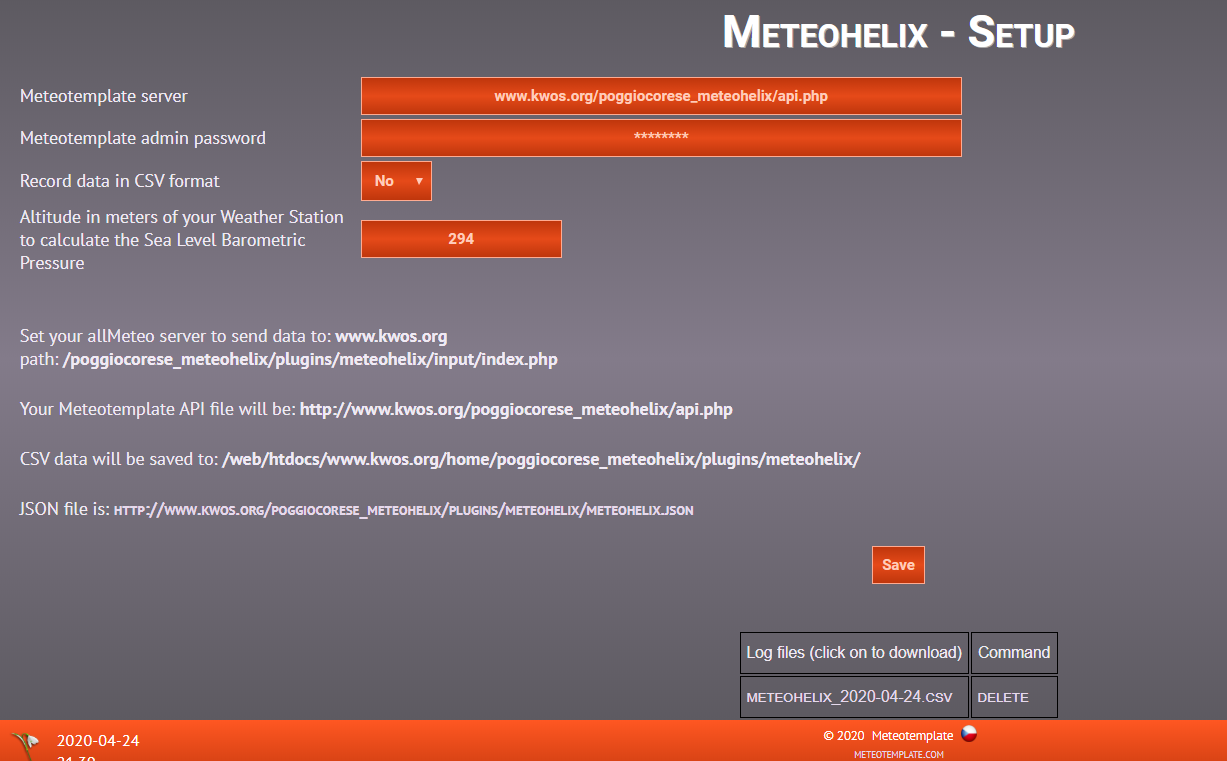 Meteohelix - Setup
Meteotemplate server
www.kwos.org/poggiocorese_meteohelix/api.php
Meteotemplate admin password
********
Record data in CSV format
No
Altitude in meters of your Weather Station
to calculate the Sea Level Barometric
Pressure
294
Set your allMeteo server to send data to: www.kwos.org
path: /poggiocorese_meteohelix/plugins/meteohelix/input/index.php
Your Meteotemplate API file will be: http://www.kwos.org/poggiocorese_meteohelix/api.php
CSV data will be saved to: /web/htdocs/www.kwos.org/home/poggiocorese_meteohelix/plugins/meteohelix/
JSON file is: http://www.kwos.org/poggiocorese_meteohelix/plugins/meteohelix/meteohelix.json
Save
Log files (click on to download) Command
meteohelix_2020-04-24.csv delete
2020-04-24
© 2020 Meteotemplate
meteotemplate.com